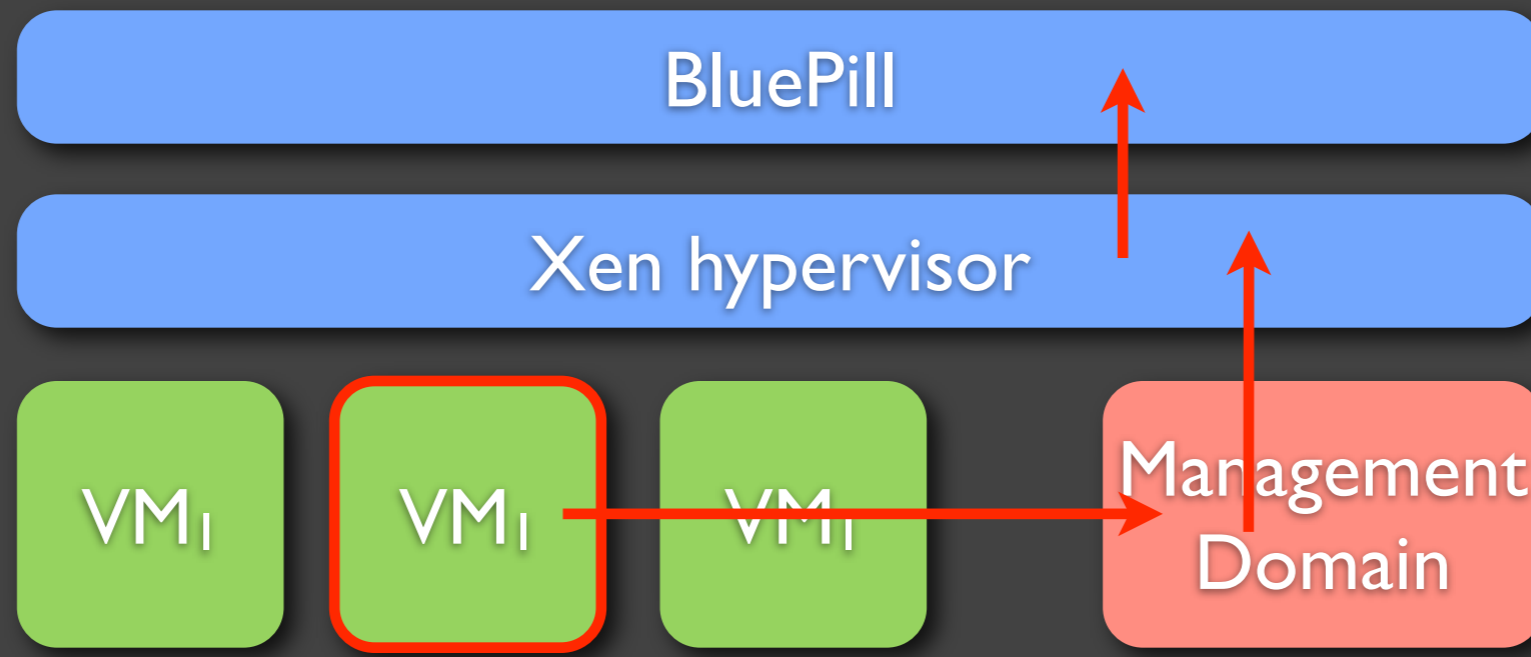 BluePill
Xen hypervisor
VM₁
VM₁
VM₁
Management
Domain